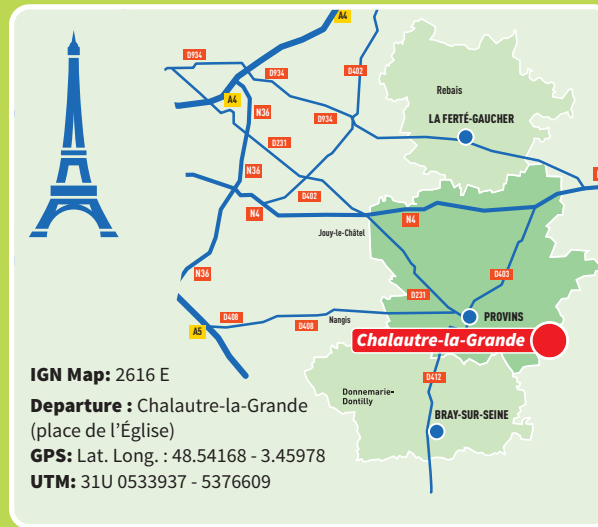 A4
D934
D934
D402
A4
N36
D934
Rebais
LA FERTÉ-GAUCHER
D231
N36
D402
N4
N4
Jouy-le-Châtel
N36
D403
D231
D408
D408
Nangis
PROVINS
A5
Chalautre-la-Grande
D412
Donnemarie-
Dontilly
BRAY-SUR-SEINE
IGN Map: 2616 E
Departure : Chalautre-la-Grande
(place de l’Église)
GPS: Lat. Long. : 48.54168 - 3.45978
UTM: 31U 0533937 - 5376609